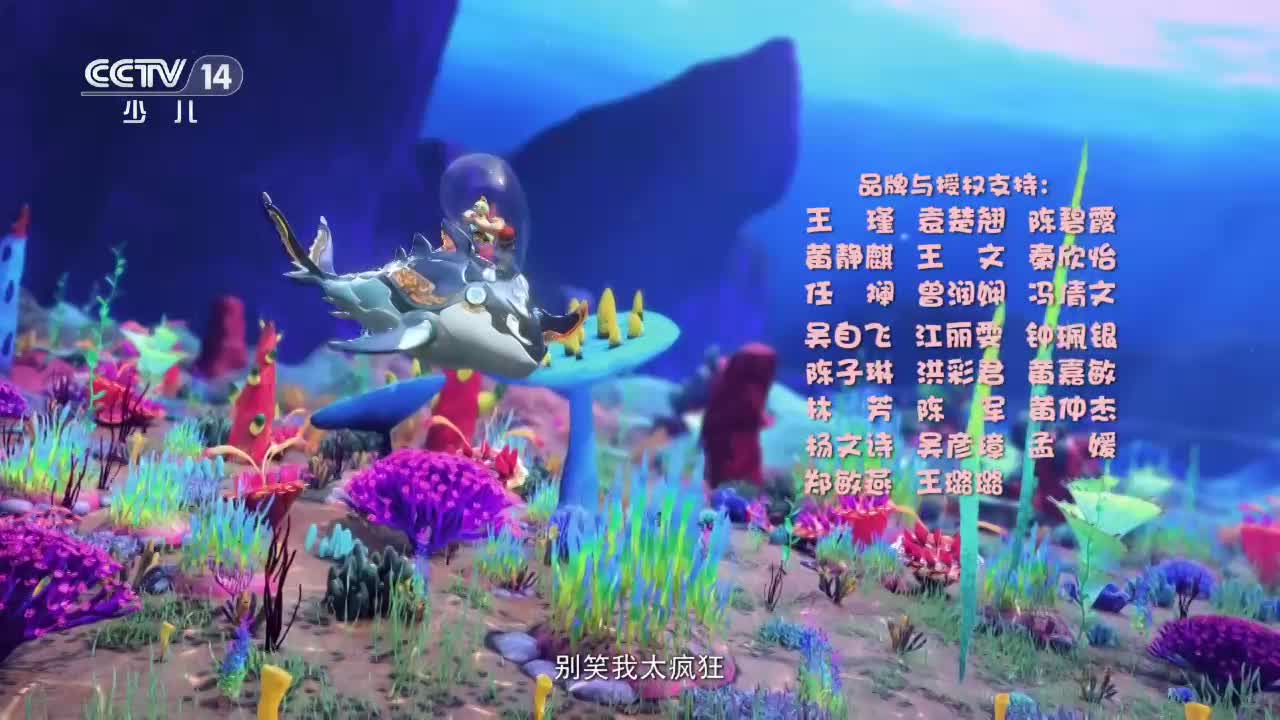 CCTV 14
少儿
品牌与授权支持：
王　瑾　袁楚翘　陈碧霞
黄静麒　王　文　秦欣怡
任　斓　曾润娴　冯倩文
吴自飞　江丽雯　钟珮银
陈子琳　洪彩君　黄嘉敏
林　芳　陈　军　黄仲杰
杨文诗　吴彦璋　孟　媛
郑敏燕　王璐璐
别笑我太疯狂